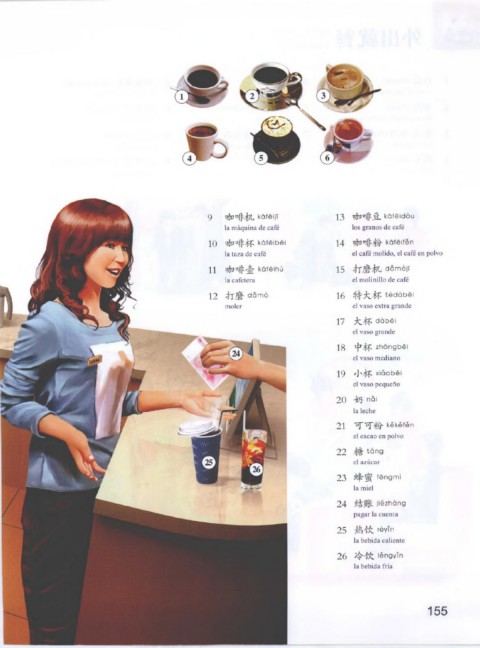 1
2
3
4
5
6
9 咖啡机 kāfēijī
la máquina de café
10 咖啡杯 kāfēibēi
la taza de café
11 咖啡壶 kāfēihú
la cafetera
12 打磨 dǎmó
moler
13 咖啡豆 kāfēidòu
los granos de café
14 咖啡粉 kāfēifěn
el café molido, el café en polvo
15 打磨机 dǎmójī
el molinillo de café
16 特大杯 tèdàbēi
el vaso extra grande
17 大杯 dàbēi
el vaso grande
18 中杯 zhōngbēi
el vaso mediano
19 小杯 xiǎobēi
el vaso pequeño
20 奶 nǎi
la leche
21 可可粉 kěkěfěn
el cacao en polvo
22 糖 táng
el azúcar
23 蜂蜜 fēngmì
la miel
24 结账 jiézhàng
pagar la cuenta
25 热饮 rèyǐn
la bebida caliente
26 冷饮 lěngyǐn
la bebida fría
24
25
26
155